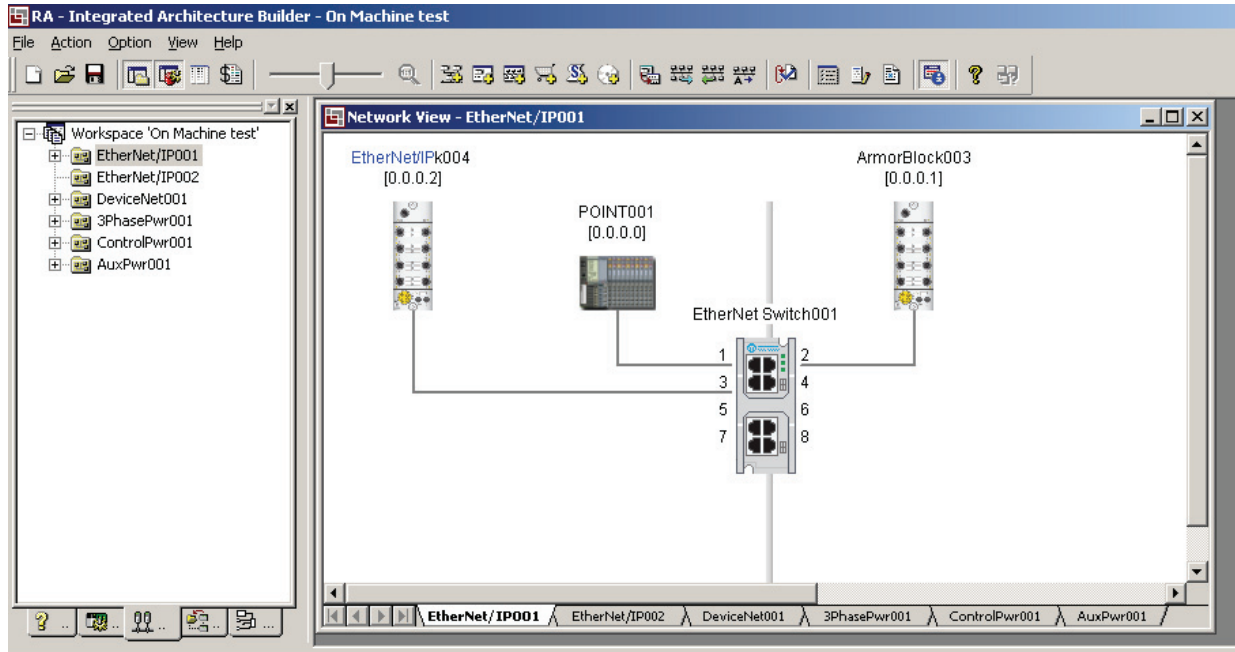 RA - Integrated Architecture Builder - On Machine test
File Action Option View Help
Workspace 'On Machine test'
EtherNet/IP001
EtherNet/IP002
DeviceNet001
3PhasePwr001
ControlPwr001
AuxPwr001
? .. .. .. .. ...
Network View - EtherNet/IP001
EtherNet/IPk004
[0.0.0.2]
ArmorBlock003
[0.0.0.1]
POINT001
[0.0.0.0]
EtherNet Switch001
1 2
3 4
5 6
7 8
EtherNet/IP001 EtherNet/IP002 DeviceNet001 3PhasePwr001 ControlPwr001 AuxPwr001